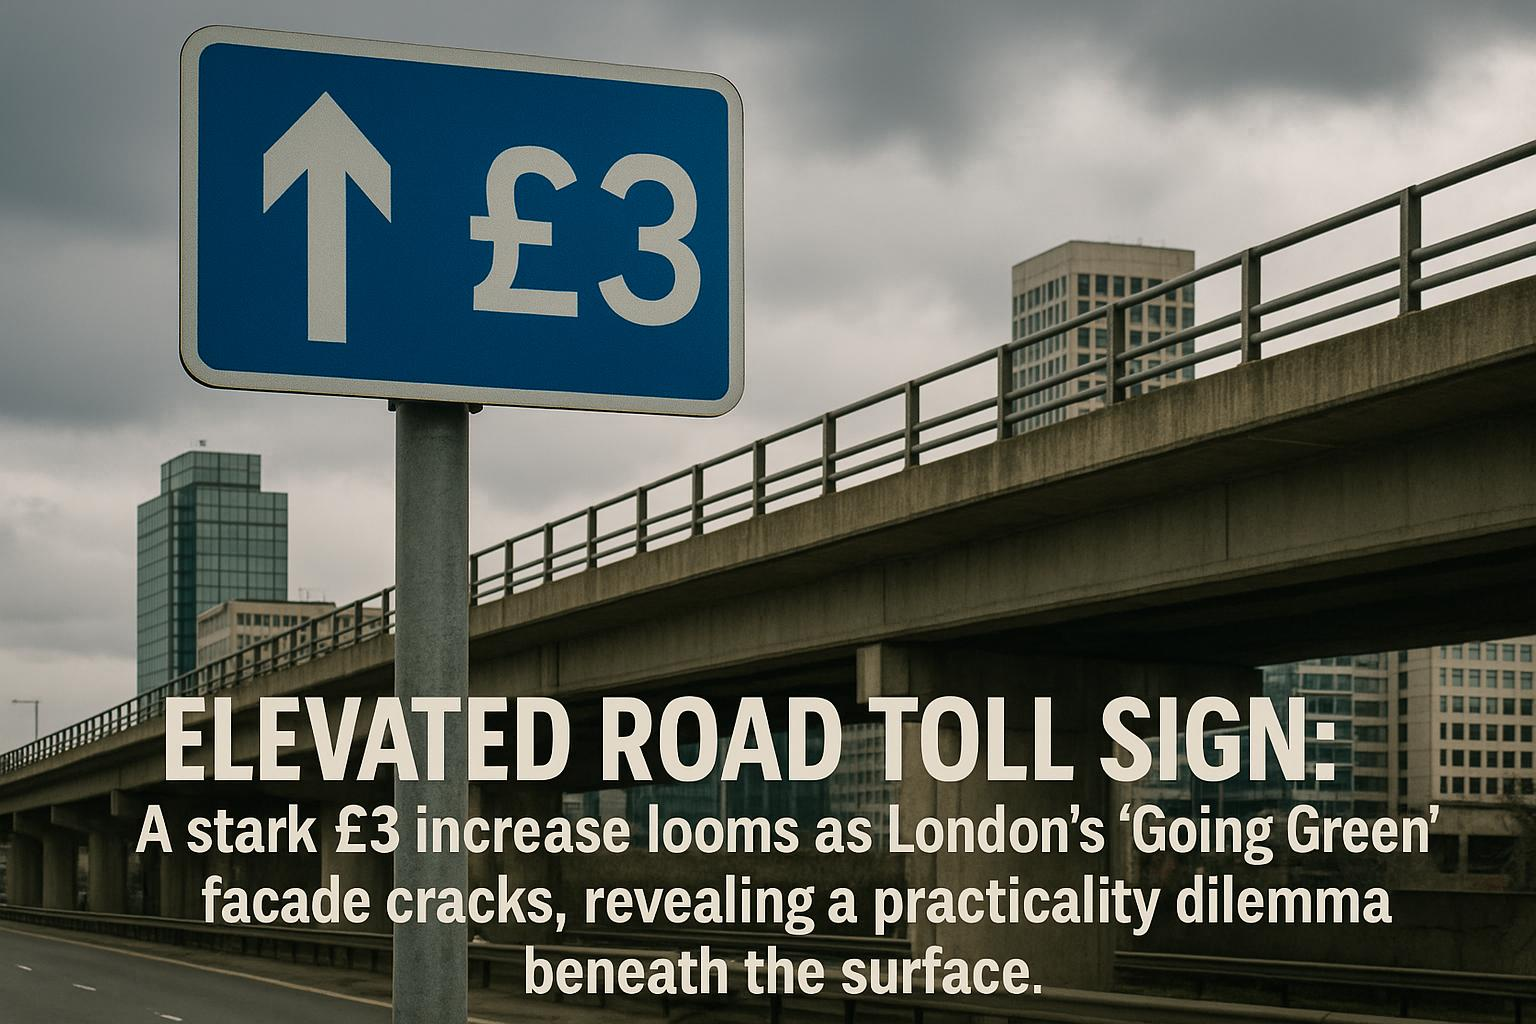 £3
ELEVATED ROAD TOLL SIGN:
A stark £3 increase looms as London's ‘Going Green’
facade cracks, revealing a practicality dilemma
beneath the surface.